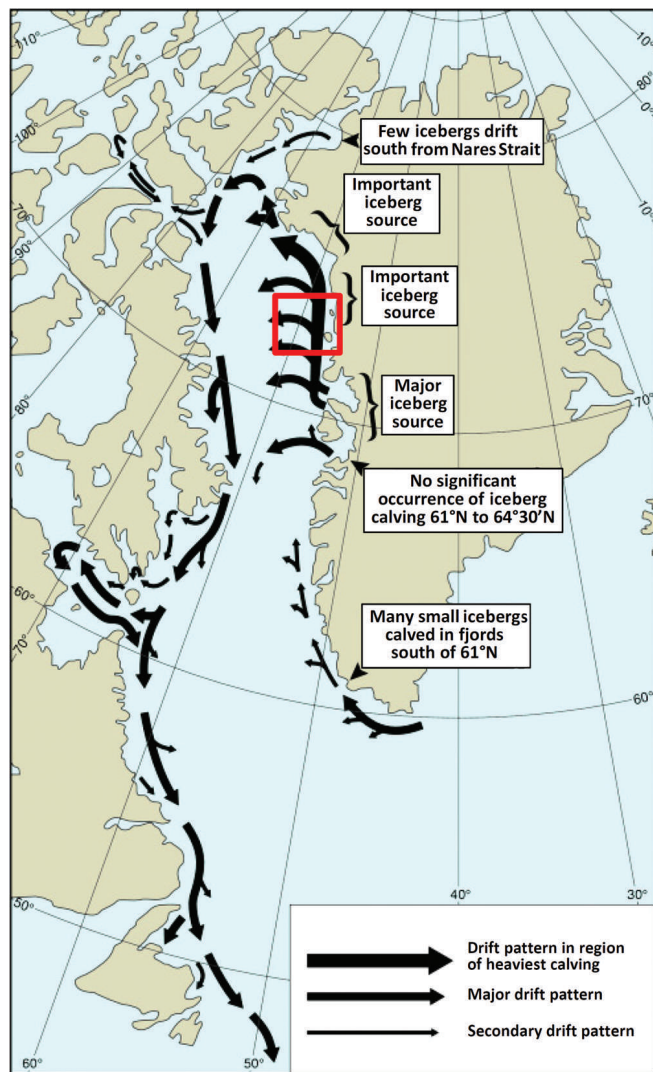 110°
100°
90°
80°
70°
60°
70°
50°
60°
50°
40°
30°
60°
70°
10°
0°
80°
10°
Few icebergs drift
south from Nares Strait
Important
iceberg
source
Important
iceberg
source
Major
iceberg
source
No significant
occurrence of iceberg
calving 61°N to 64°30’N
Many small icebergs
calved in fjords
south of 61°N
Drift pattern in region
of heaviest calving
Major drift pattern
Secondary drift pattern